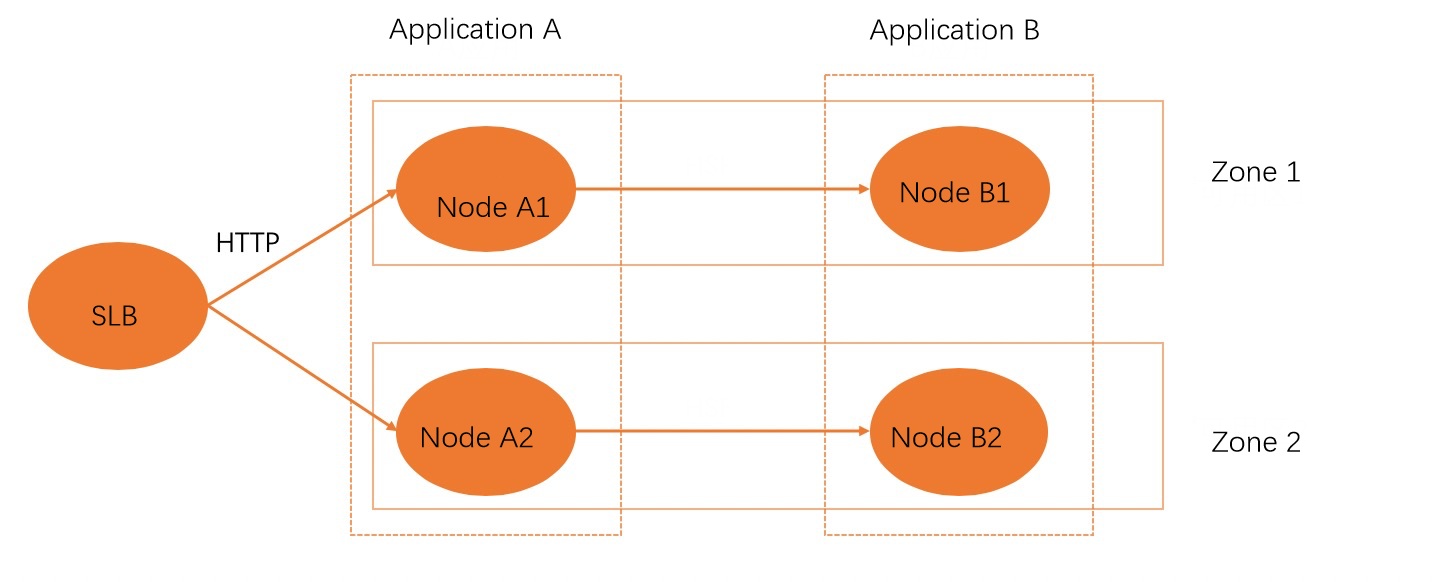 Application A
Application B
Node A1
Node B1
Zone 1
HTTP
SLB
Node A2
Node B2
Zone 2